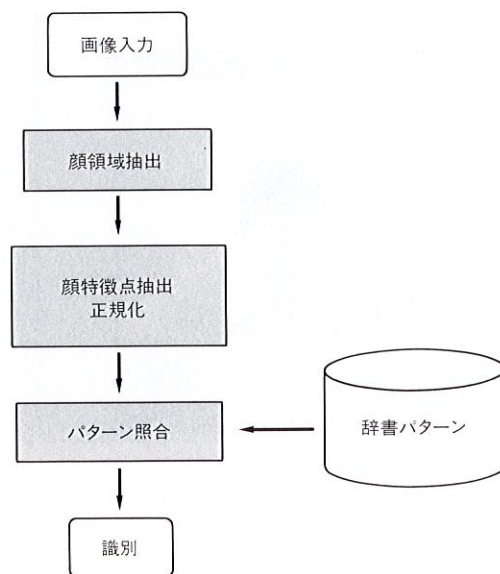 画像入力
顔領域抽出
顔特徴点抽出
正規化
パターン照合
辞書パターン
識別